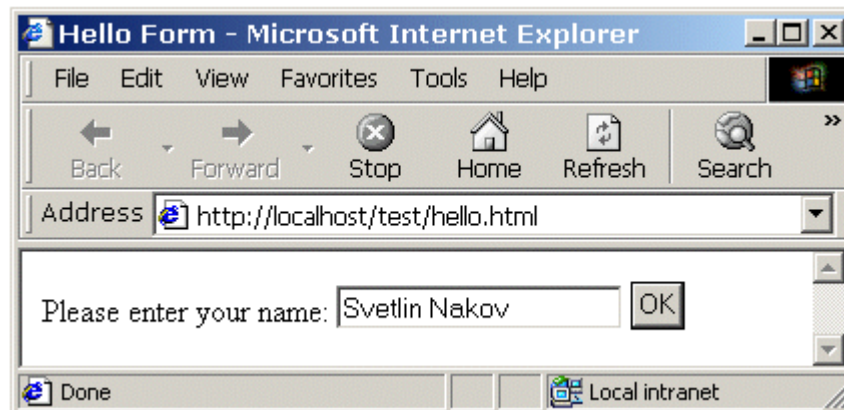 Hello Form - Microsoft Internet Explorer
File Edit View Favorites Tools Help
Back Forward Stop Home Refresh Search »
Address http://localhost/test/hello.html
Please enter your name: Svetlin Nakov OK
Done Local intranet